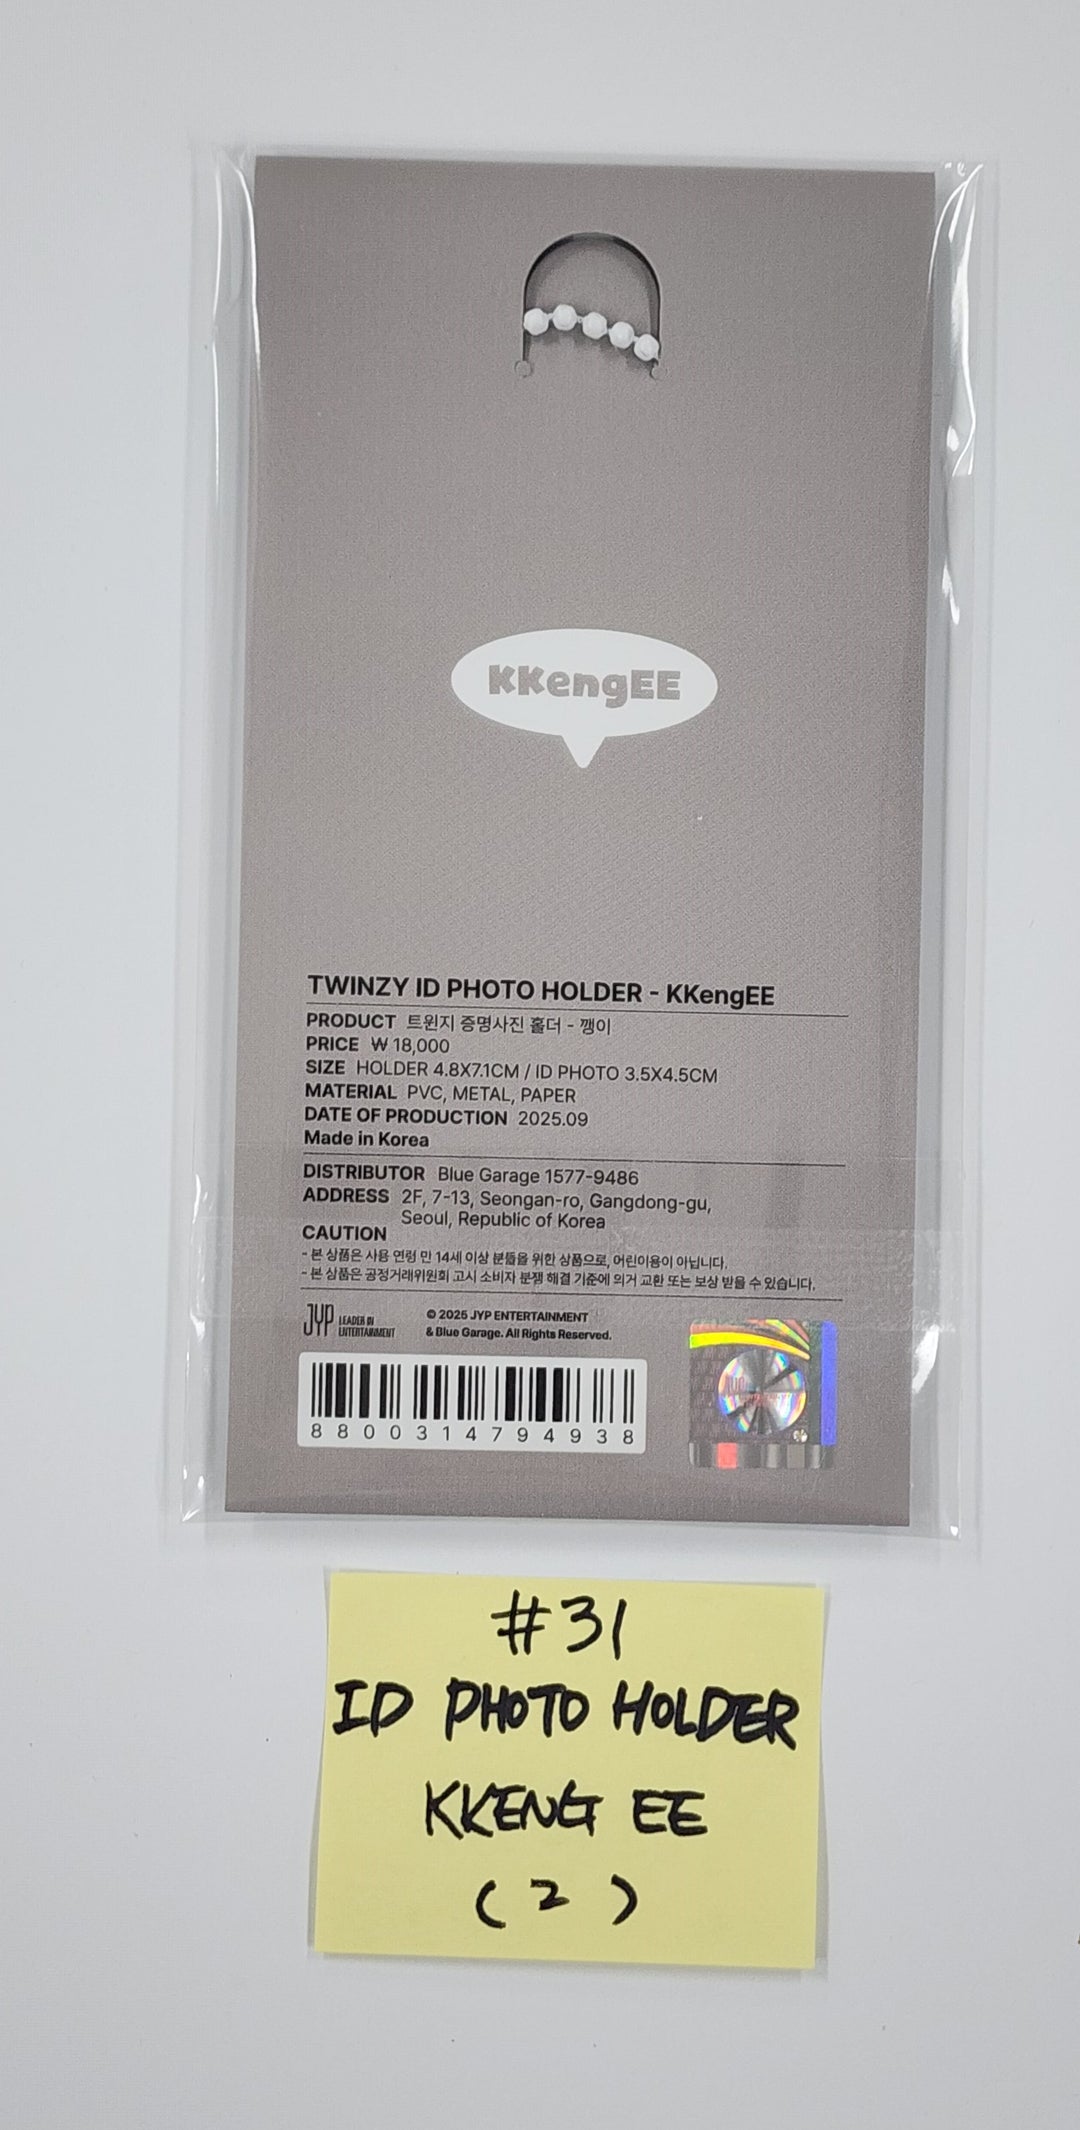 KKengEE
TWINZY ID PHOTO HOLDER - KKengEE
PRODUCT 트윈지 증명사진 홀더 - 깽이
PRICE ₩ 18,000
SIZE HOLDER 4.8X7.1CM / ID PHOTO 3.5X4.5CM
MATERIAL PVC, METAL, PAPER
DATE OF PRODUCTION 2025.09
Made in Korea
DISTRIBUTOR Blue Garage 1577-9486
ADDRESS 2F, 7-13, Seongan-ro, Gangdong-gu,
Seoul, Republic of Korea
CAUTION
- 본 상품은 사용 연령 만 14세 이상 분들을 위한 상품으로, 어린이용이 아닙니다.
- 본 상품은 공정거래위원회 고시 소비자 분쟁 해결 기준에 의거 교환 또는 보상 받을 수 있습니다.
JYP LEADER IN
ENTERTAINMENT
© 2025 JYP ENTERTAINMENT
& Blue Garage. All Rights Reserved.
8800314794938
#31
ID PHOTO HOLDER
KKENG EE
(2)